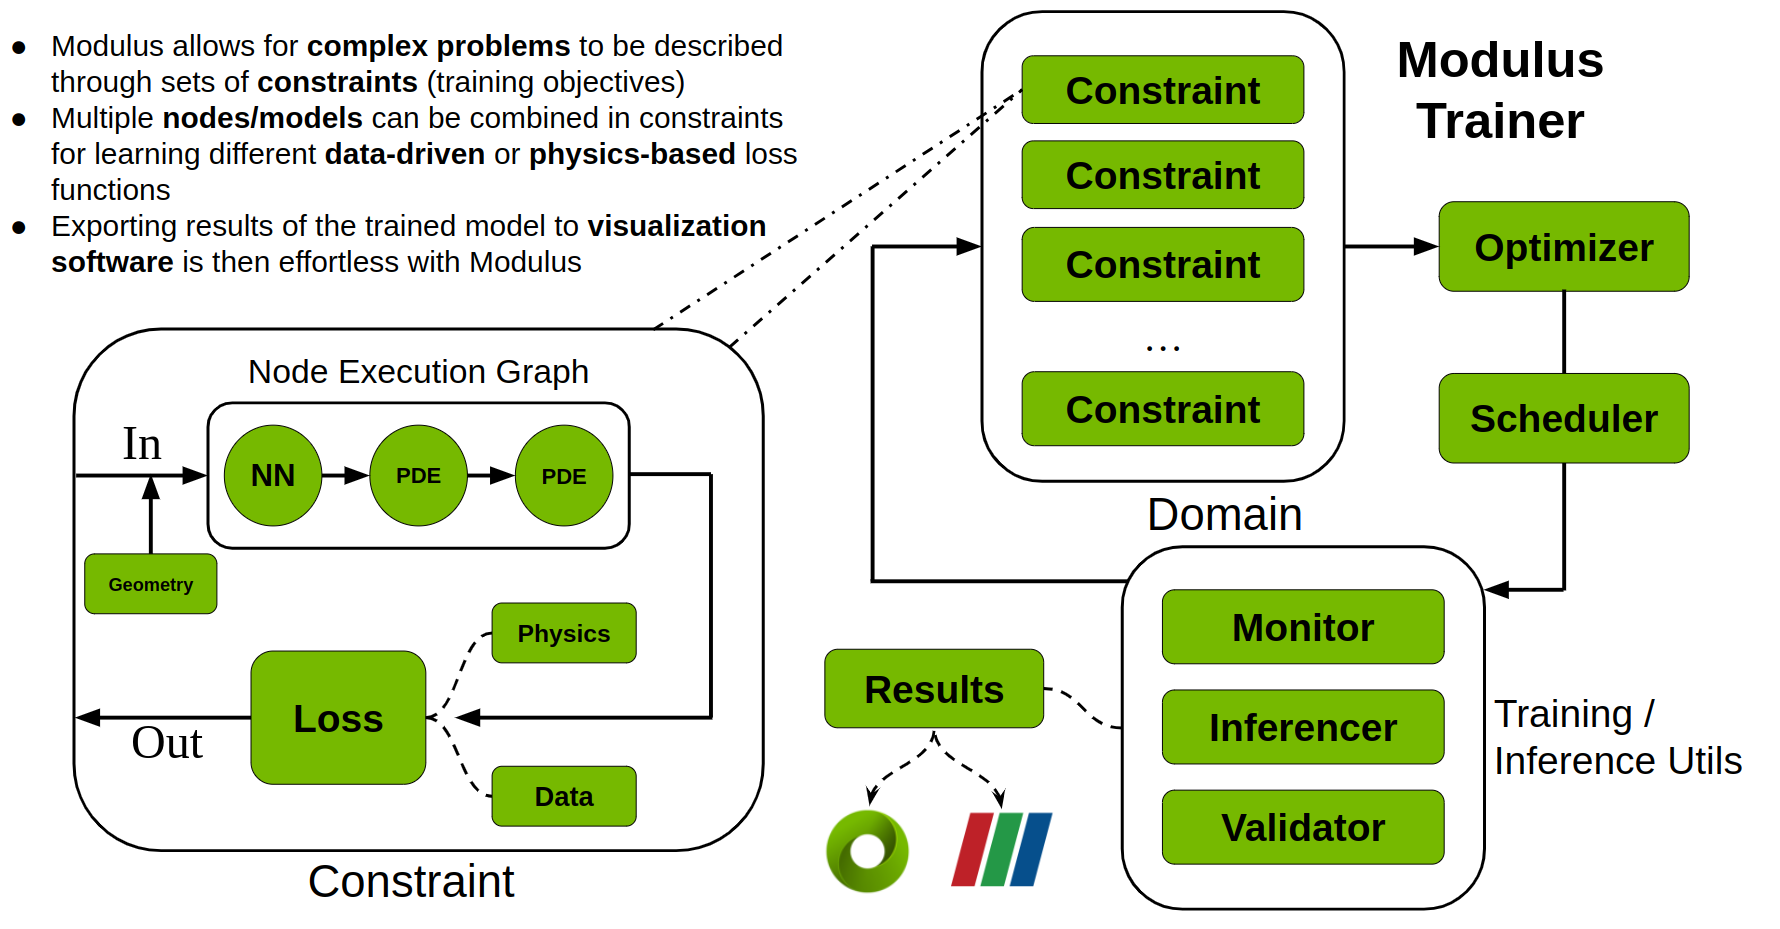 ● Modulus allows for complex problems to be described
through sets of constraints (training objectives)
● Multiple nodes/models can be combined in constraints
for learning different data-driven or physics-based loss
functions
● Exporting results of the trained model to visualization
software is then effortless with Modulus
Node Execution Graph
In
NN
PDE
PDE
Geometry
Physics
Loss
Out
Data
Constraint
Modulus
Trainer
Constraint
Constraint
Constraint
...
Constraint
Domain
Optimizer
Scheduler
Monitor
Inferencer
Validator
Training /
Inference Utils
Results